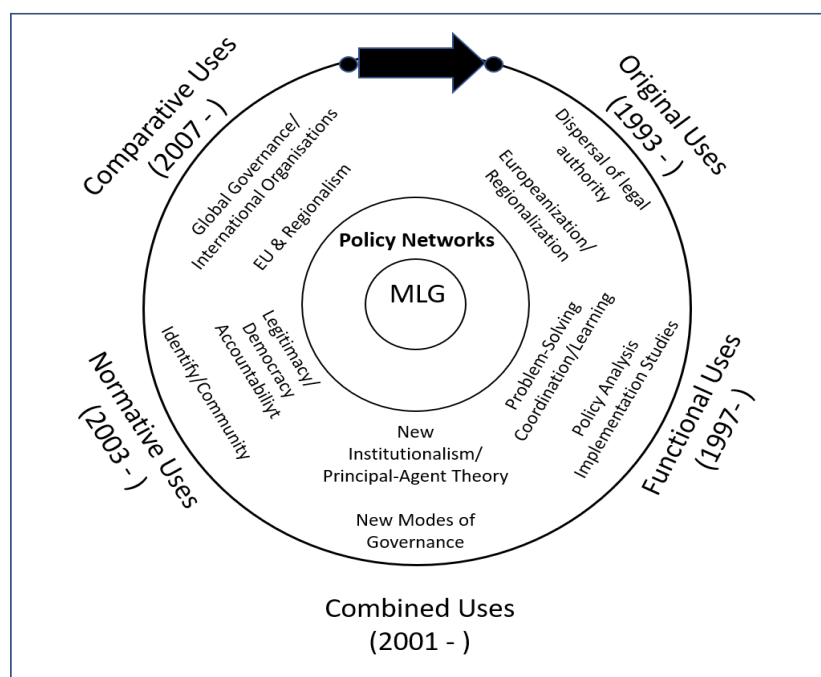 Original Uses
(1993 - )
Dispersal of legal
authority
Europeanization/
Regionalization
Functional Uses
(1997- )
Problem-Solving
Coordination/Learning
Policy Analysis
Implementation Studies
Combined Uses
(2001 - )
New
Institutionalism/
Principal-Agent Theory
New Modes of
Governance
Normative Uses
(2003 - )
Legitimacy/
Democracy
Accountabiliyt
Identify/Community
Comparative Uses
(2007 - )
Global Governance/
International Organisations
EU & Regionalism
Policy Networks
MLG